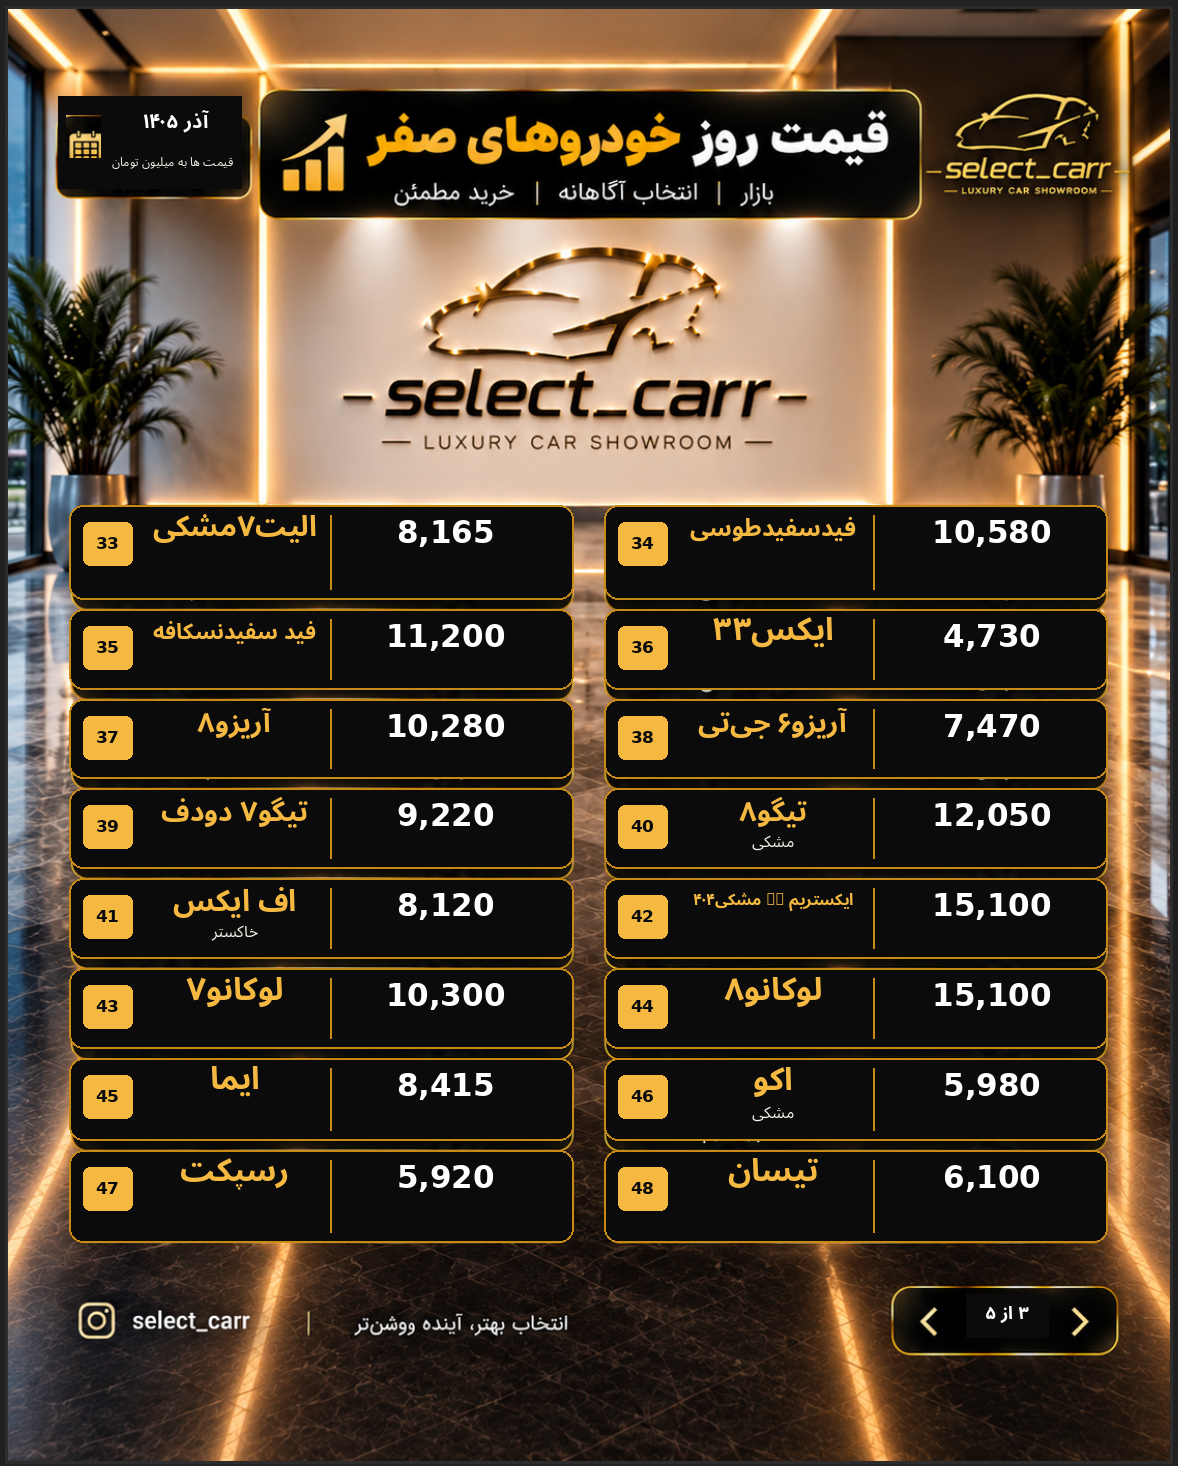 آذر ۱۴۰۵
قیمت ها به میلیون تومان
قیمت روز خودروهای صفر
بازار | انتخاب آگاهانه | خرید مطمئن
select_carr
LUXURY CAR SHOWROOM
select_carr
LUXURY CAR SHOWROOM
33 الیت۷مشکی 8,165
34 فیدسفیدطوسی 10,580
35 فید سفیدنسکافه 11,200
36 ایکس۳۳ 4,730
37 آریزو۸ 10,280
38 آریزو۶ جی‌تی 7,470
39 تیگو۷ دودف 9,220
40 تیگو۸ 12,050
مشکی
41 اف ایکس 8,120
خاکستر
42 ایکستریم مشکی۴۰۴ 15,100
43 لوکانو۷ 10,300
44 لوکانو۸ 15,100
45 ایما 8,415
46 اکو 5,980
مشکی
47 رسپکت 5,920
48 تیسان 6,100
select_carr | انتخاب بهتر، آینده ووشن‌تر
۳ از ۵